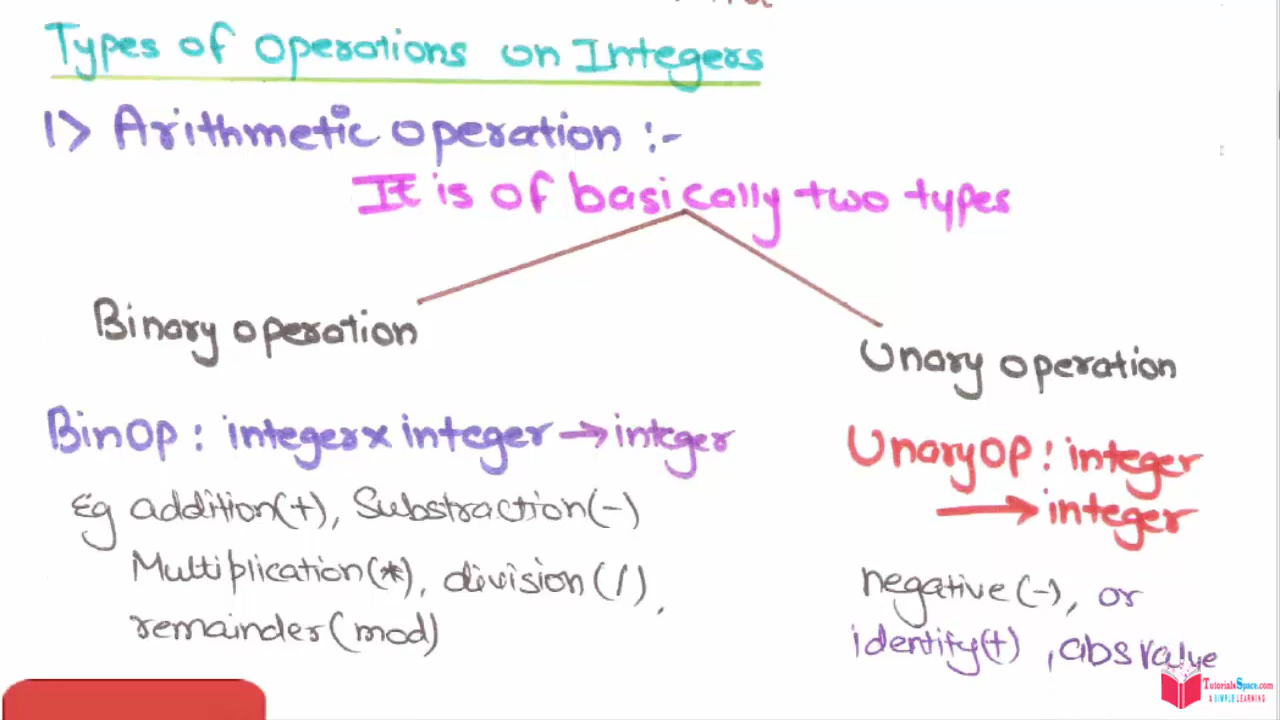 Types of Operations on Integers
1> Arithmetic operation :-
It is of basically two types
Binary operation
Unary operation
BinOp : integer x integer → integer
Eg addition(+), Substraction(-)
Multiplication(*), division(/),
remainder(mod)
UnaryOp : integer
→ integer
negative(-), or
identify(+), abs value
TutorialsSpace.com
A SIMPLE LEARNING